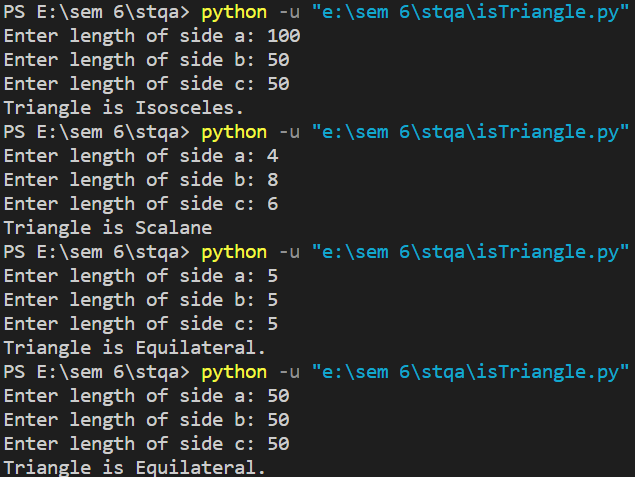 PS E:\sem 6\stqa> python -u "e:\sem 6\stqa\isTriangle.py"
Enter length of side a: 100
Enter length of side b: 50
Enter length of side c: 50
Triangle is Isosceles.
PS E:\sem 6\stqa> python -u "e:\sem 6\stqa\isTriangle.py"
Enter length of side a: 4
Enter length of side b: 8
Enter length of side c: 6
Triangle is Scalane
PS E:\sem 6\stqa> python -u "e:\sem 6\stqa\isTriangle.py"
Enter length of side a: 5
Enter length of side b: 5
Enter length of side c: 5
Triangle is Equilateral.
PS E:\sem 6\stqa> python -u "e:\sem 6\stqa\isTriangle.py"
Enter length of side a: 50
Enter length of side b: 50
Enter length of side c: 50
Triangle is Equilateral.